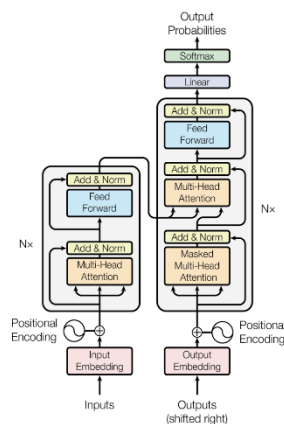 Output
Probabilities
Softmax
Linear
Add & Norm
Feed
Forward
Add & Norm
Multi-Head
Attention
Add & Norm
Masked
Multi-Head
Attention
Nx
Add & Norm
Feed
Forward
Add & Norm
Multi-Head
Attention
Nx
Positional
Encoding
Positional
Encoding
Input
Embedding
Output
Embedding
Inputs
Outputs
(shifted right)